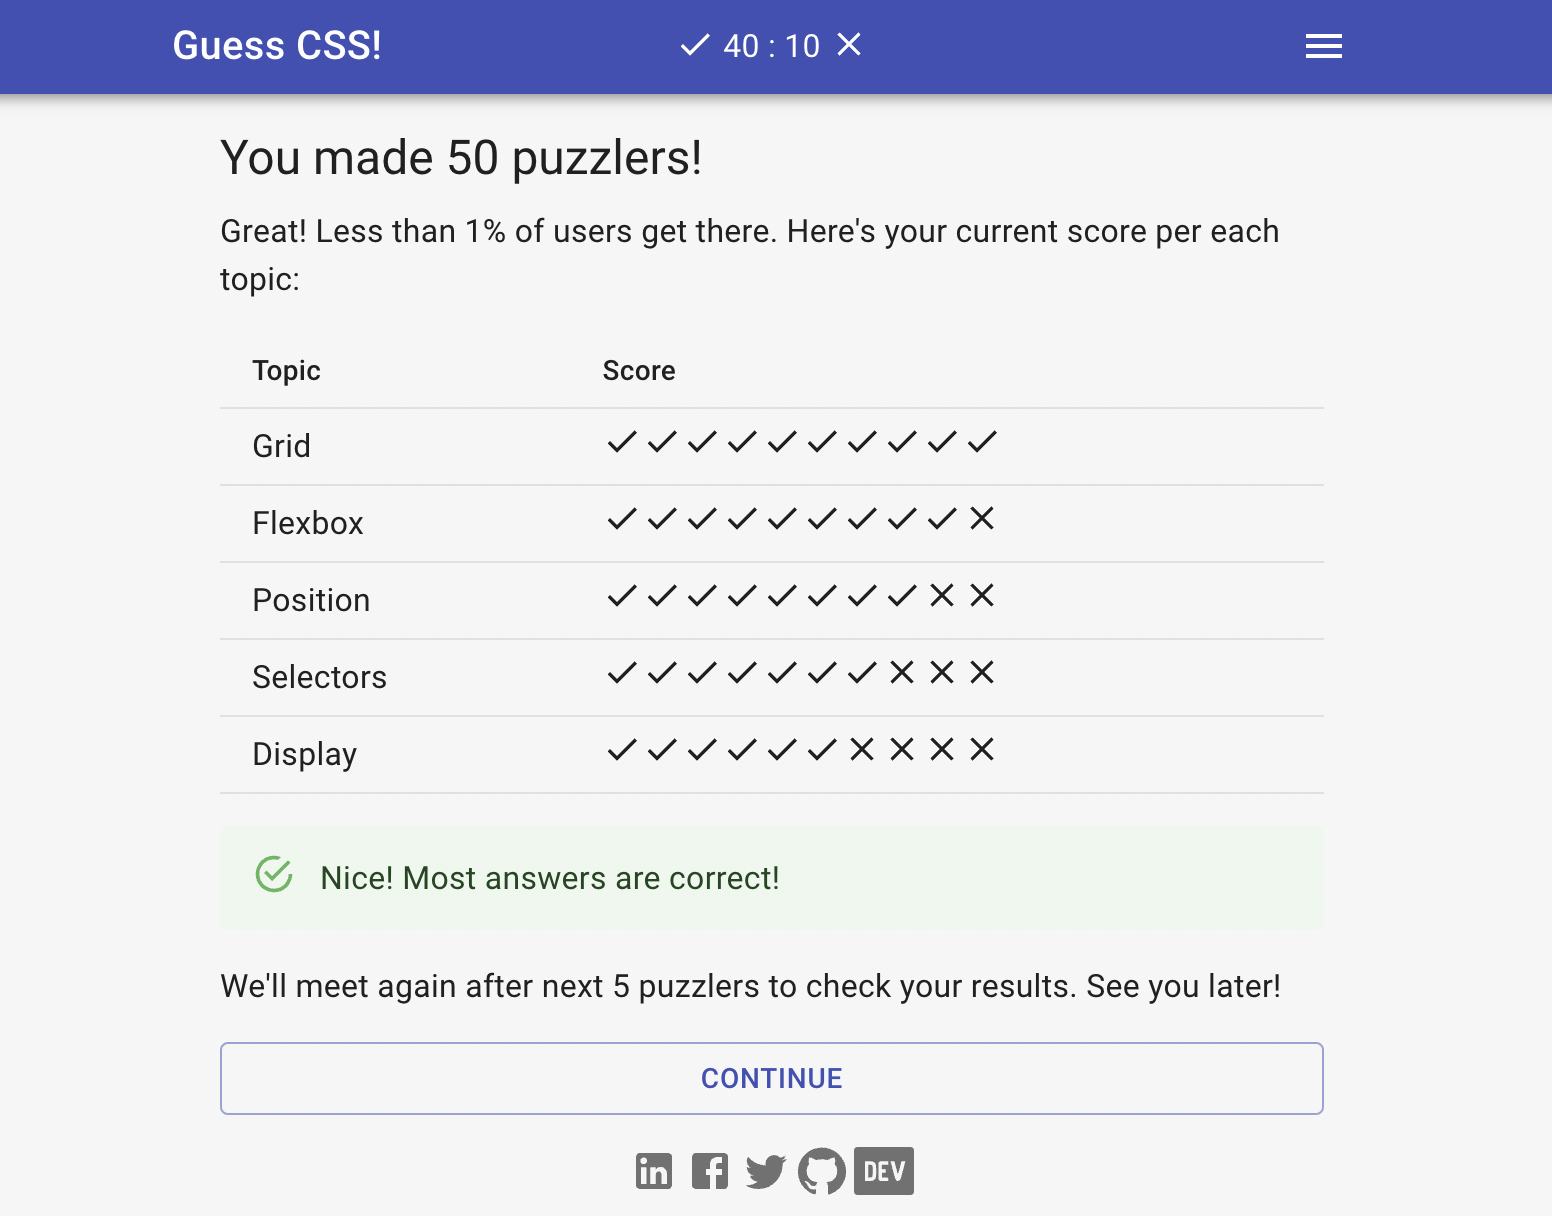 Guess CSS!
✓ 40 : 10 ✕
You made 50 puzzlers!
Great! Less than 1% of users get there. Here's your current score per each
topic:
Topic Score
Grid ✓ ✓ ✓ ✓ ✓ ✓ ✓ ✓ ✓ ✓
Flexbox ✓ ✓ ✓ ✓ ✓ ✓ ✓ ✓ ✓ ✕
Position ✓ ✓ ✓ ✓ ✓ ✓ ✓ ✓ ✕ ✕
Selectors ✓ ✓ ✓ ✓ ✓ ✓ ✓ ✕ ✕ ✕
Display ✓ ✓ ✓ ✓ ✓ ✓ ✕ ✕ ✕ ✕
Nice! Most answers are correct!
We'll meet again after next 5 puzzlers to check your results. See you later!
CONTINUE
in f DEV